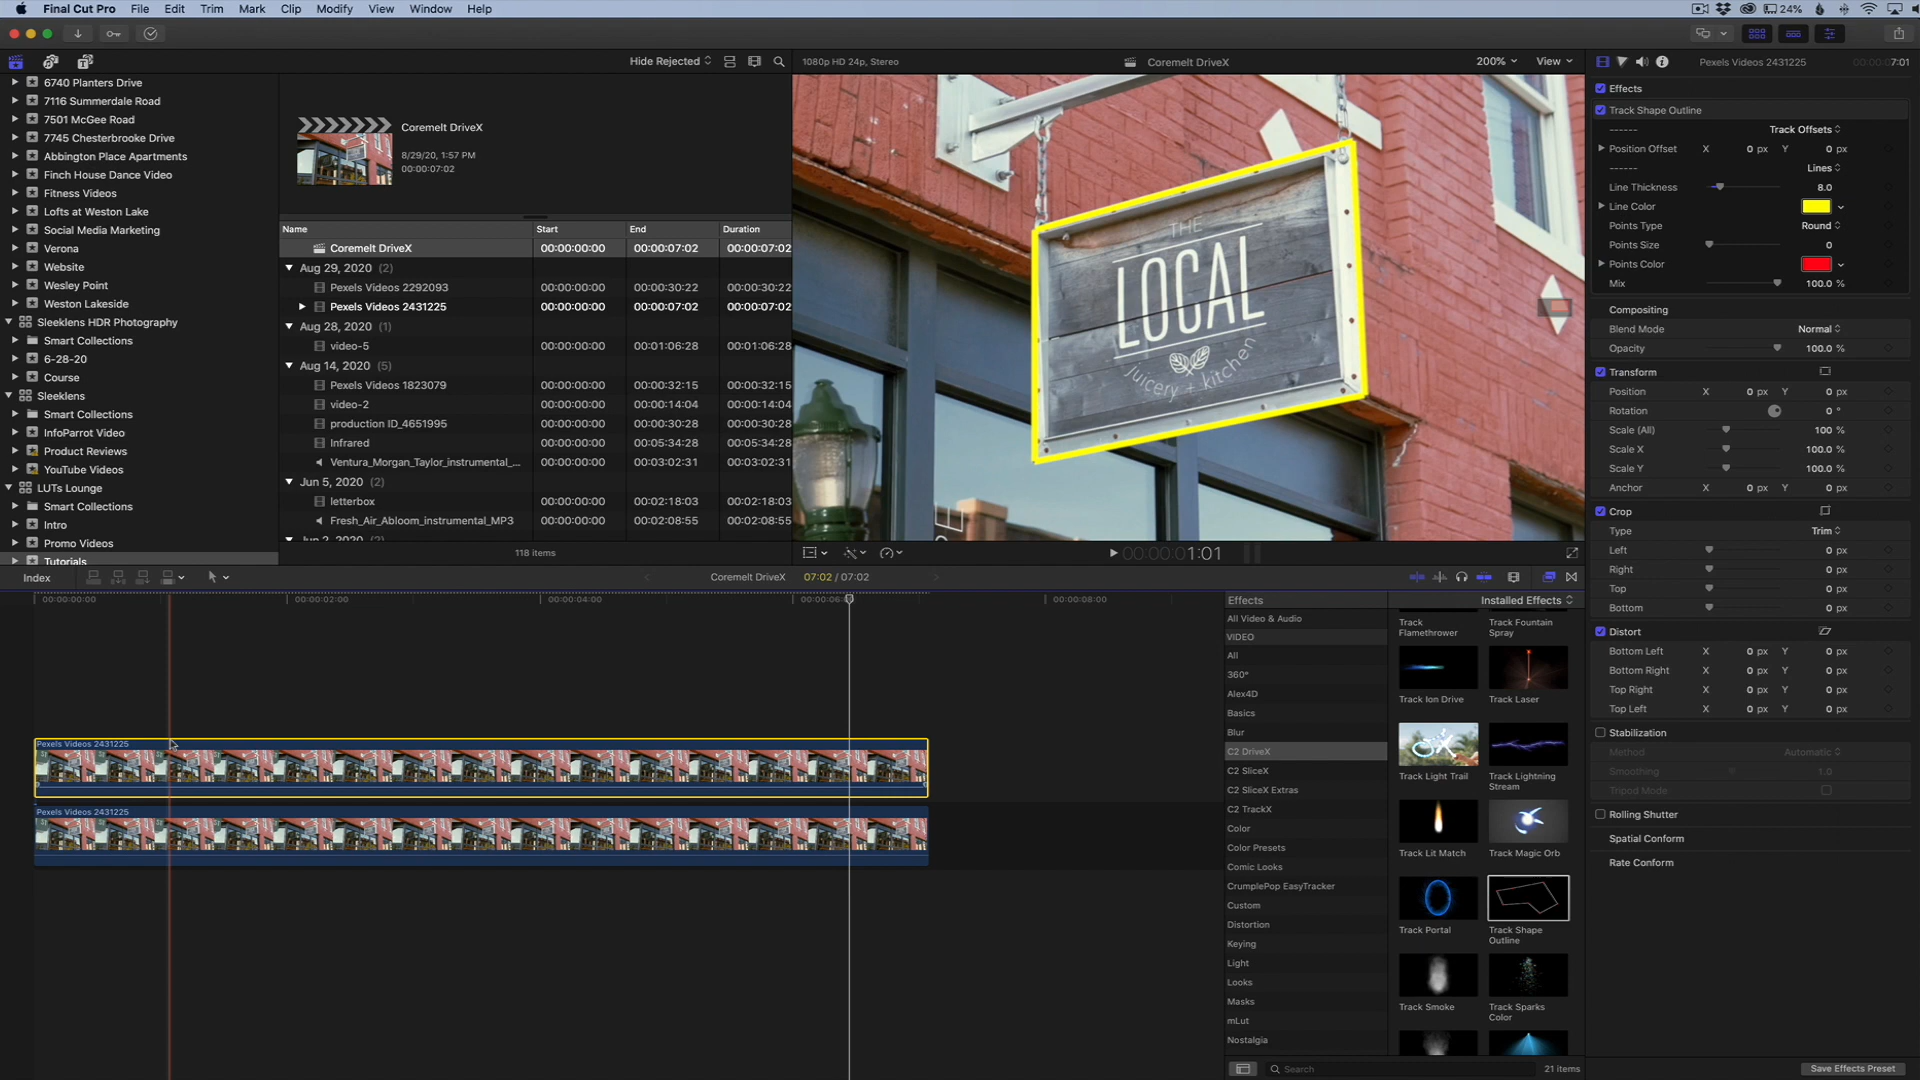 Final Cut Pro File Edit Trim Mark Clip Modify View Window Help
24%
Hide Rejected
1080p HD 24p, Stereo
Coremelt DriveX
200%
View
Pexels Videos 2431225
7:01
6740 Planters Drive
7116 Summerdale Road
7501 McGee Road
7745 Chesterbrooke Drive
Abbington Place Apartments
Finch House Dance Video
Fitness Videos
Lofts at Weston Lake
Social Media Marketing
Verona
Website
Wesley Point
Weston Lakeside
Sleeklens HDR Photography
Smart Collections
6-28-20
Course
Sleeklens
Smart Collections
InfoParrot Video
Product Reviews
YouTube Videos
LUTs Lounge
Smart Collections
Intro
Promo Videos
Tutorials
Coremelt DriveX
8/29/20, 1:57 PM
00:00:07:02
Name Start End Duration
Coremelt DriveX 00:00:00:00 00:00:07:02 00:00:07:02
Aug 29, 2020 (2)
Pexels Videos 2292093 00:00:00:00 00:00:30:22 00:00:30:22
Pexels Videos 2431225 00:00:00:00 00:00:07:02 00:00:07:02
Aug 28, 2020 (1)
video-5 00:00:00:00 00:01:06:28 00:01:06:28
Aug 14, 2020 (5)
Pexels Videos 1823079 00:00:00:00 00:00:32:15 00:00:32:15
video-2 00:00:00:00 00:00:14:04 00:00:14:04
production ID_4651995 00:00:00:00 00:00:30:28 00:00:30:28
Infrared 00:00:00:00 00:05:34:28 00:05:34:28
Ventura_Morgan_Taylor_instrumental_... 00:00:00:00 00:03:02:31 00:03:02:31
Jun 5, 2020 (2)
letterbox 00:00:00:00 00:02:18:03 00:02:18:03
Fresh_Air_Abloom_instrumental_MP3 00:00:00:00 00:02:08:55 00:02:08:55
Jun 2, 2020 (2)
118 items
THE
LOCAL
juicery + kitchen
00:00:01:01
Effects
Track Shape Outline
------ Track Offsets
Position Offset X 0 px Y 0 px
------ Lines
Line Thickness 8.0
Line Color
Points Type Round
Points Size 0
Points Color
Mix 100.0 %
Compositing
Blend Mode Normal
Opacity 100.0 %
Transform
Position X 0 px Y 0 px
Rotation 0 °
Scale (All) 100 %
Scale X 100.0 %
Scale Y 100.0 %
Anchor X 0 px Y 0 px
Crop
Type Trim
Left 0 px
Right 0 px
Top 0 px
Bottom 0 px
Distort
Bottom Left X 0 px Y 0 px
Bottom Right X 0 px Y 0 px
Top Right X 0 px Y 0 px
Top Left X 0 px Y 0 px
Stabilization
Method Automatic
Smoothing 1.0
Tripod Mode
Rolling Shutter
Spatial Conform
Rate Conform
Save Effects Preset
Index
Coremelt DriveX 07:02 / 07:02
00:00:00:00 00:00:02:00 00:00:04:00 00:00:06:0 00:00:08:00
Pexels Videos 2431225
Pexels Videos 2431225
Effects
Installed Effects
All Video & Audio
VIDEO
All
360°
Alex4D
Basics
Blur
C2 DriveX
C2 SliceX
C2 SliceX Extras
C2 TrackX
Color
Color Presets
Comic Looks
CrumplePop EasyTracker
Custom
Distortion
Keying
Light
Looks
Masks
mLut
Nostalgia
Track Flamethrower
Track Fountain Spray
Track Ion Drive
Track Laser
Track Light Trail
Track Lightning Stream
Track Lit Match
Track Magic Orb
Track Portal
Track Shape Outline
Track Smoke
Track Sparks Color
Search
21 items